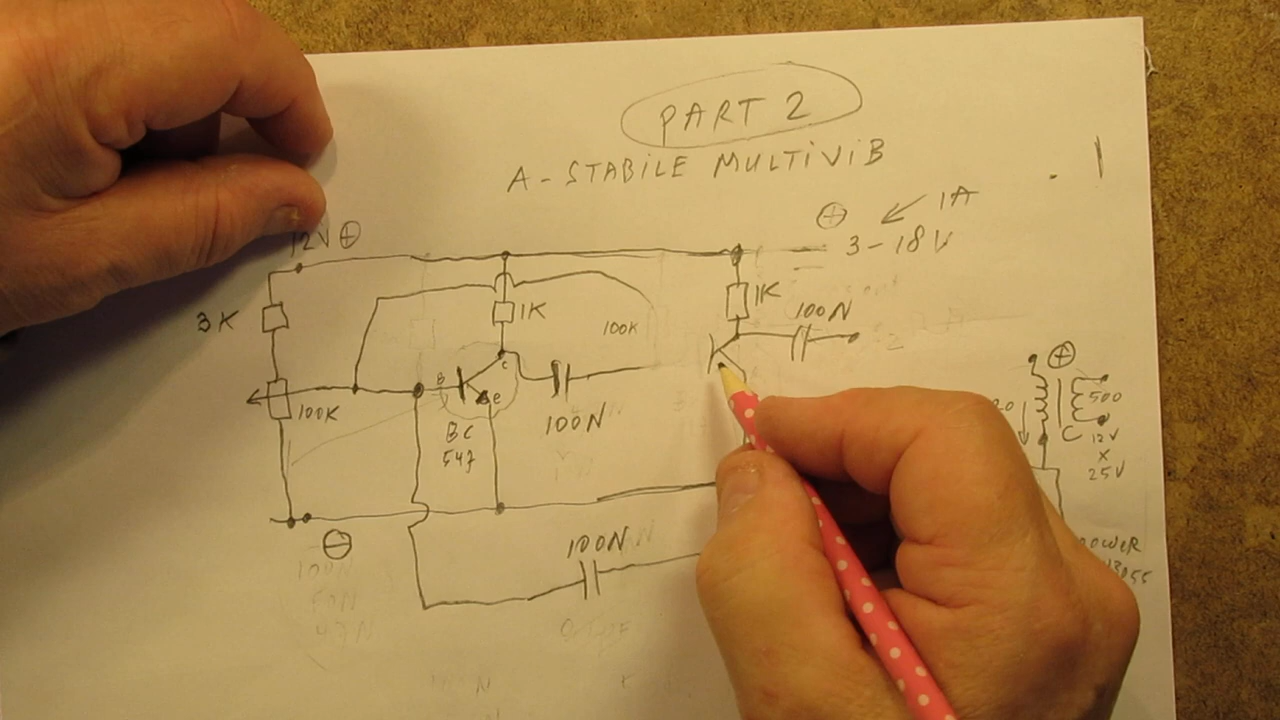 PART 2
A-STABILE MULTIVIB
1A
3-18V
12V ⊕
3K
1K
1K
100N
100K
100K
B
C
e
BC
547
100N
500
12V
X
25V
C
100N
POWER